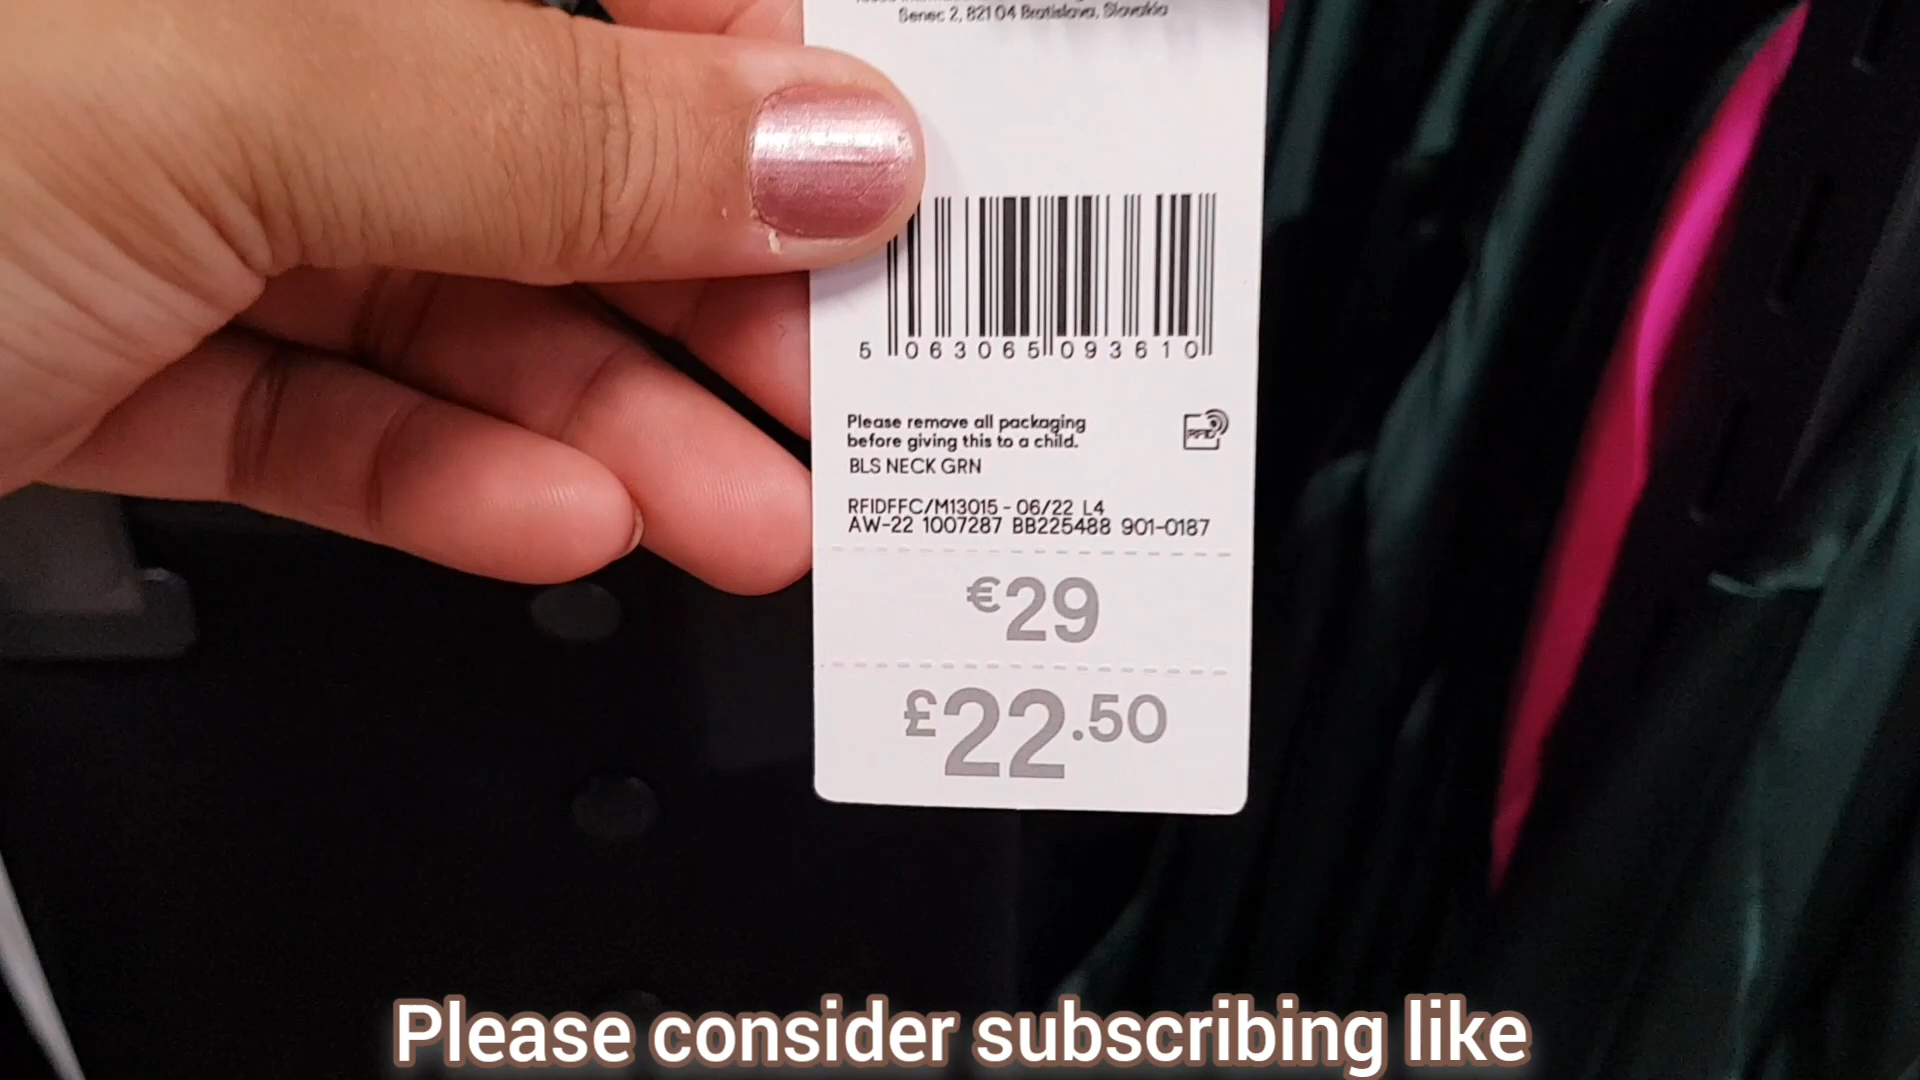 Senec 2, 821 04 Bratislava, Slovakia
5 063065 093610
Please remove all packaging
before giving this to a child.
RFID
BLS NECK GRN
RFIDFFC/M13015 - 06/22 L4
AW-22 1007287 BB225488 901-0187
€29
£22.50
Please consider subscribing like